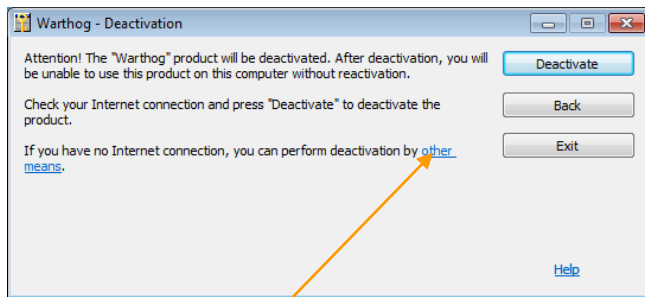 Warthog - Deactivation
Attention! The "Warthog" product will be deactivated. After deactivation, you will
be unable to use this product on this computer without reactivation.
Check your Internet connection and press "Deactivate" to deactivate the
product.
If you have no Internet connection, you can perform deactivation by other
means.
Deactivate
Back
Exit
Help